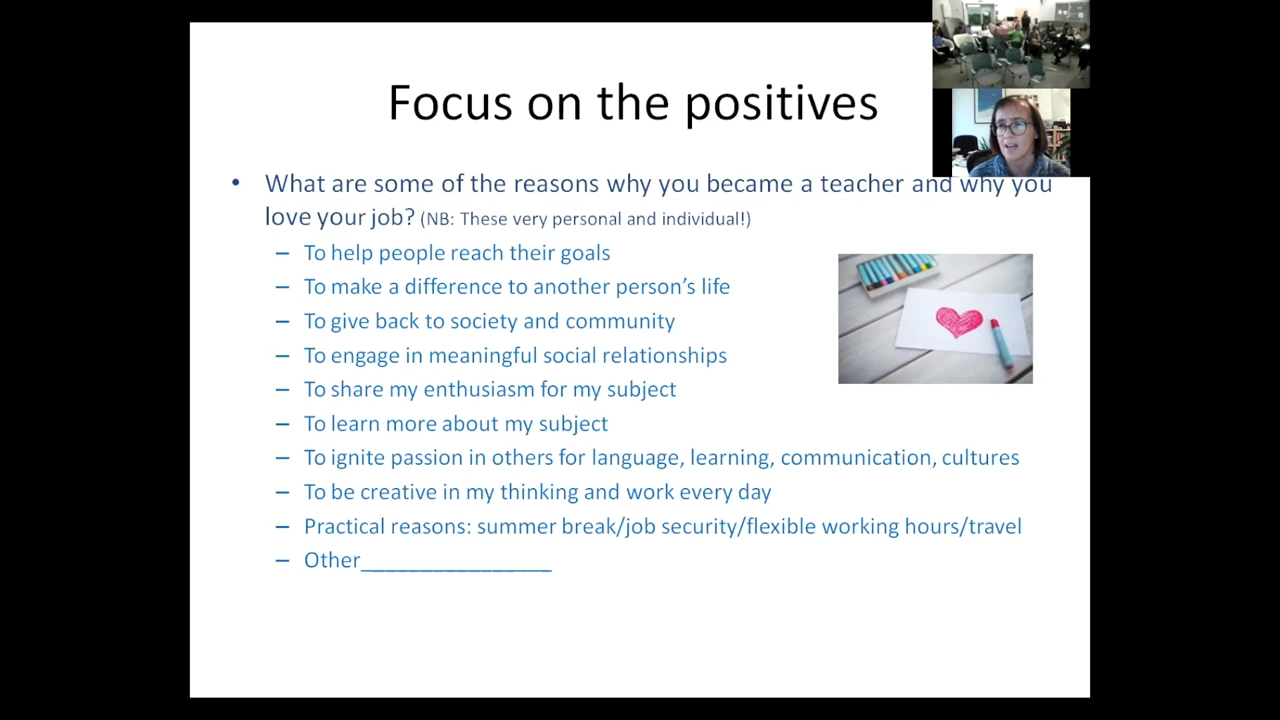 Focus on the positives
• What are some of the reasons why you became a teacher and why you
love your job? (NB: These very personal and individual!)
– To help people reach their goals
– To make a difference to another person's life
– To give back to society and community
– To engage in meaningful social relationships
– To share my enthusiasm for my subject
– To learn more about my subject
– To ignite passion in others for language, learning, communication, cultures
– To be creative in my thinking and work every day
– Practical reasons: summer break/job security/flexible working hours/travel
– Other________________